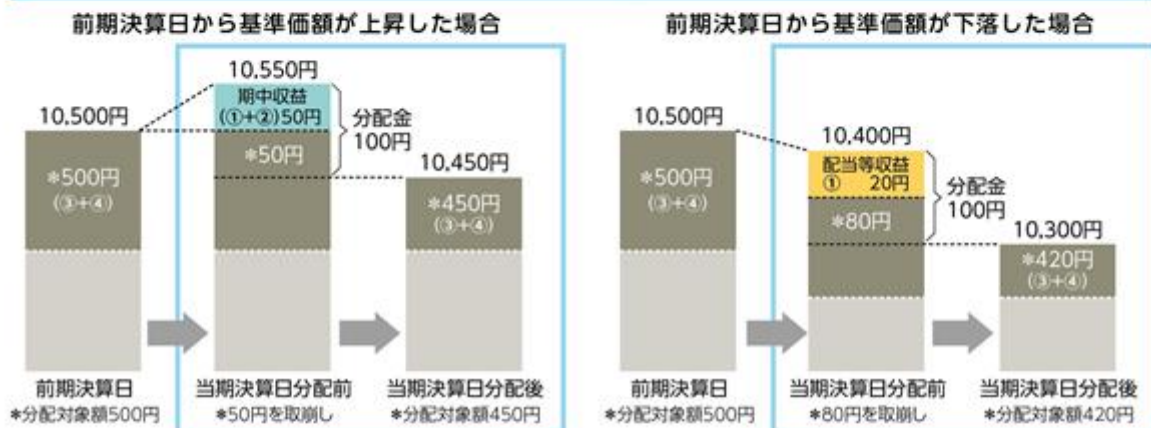 前期決算日から基準価額が上昇した場合
10,500円
*500円
(③+④)
10,550円
期中収益
(①+②)50円
*50円
分配金
100円
10,450円
*450円
(③+④)
前期決算日
*分配対象額500円
当期決算日分配前
*50円を取崩し
当期決算日分配後
*分配対象額450円
前期決算日から基準価額が下落した場合
10,500円
*500円
(③+④)
10,400円
配当等収益
① 20円
*80円
分配金
100円
10,300円
*420円
(③+④)
前期決算日
*分配対象額500円
当期決算日分配前
*80円を取崩し
当期決算日分配後
*分配対象額420円